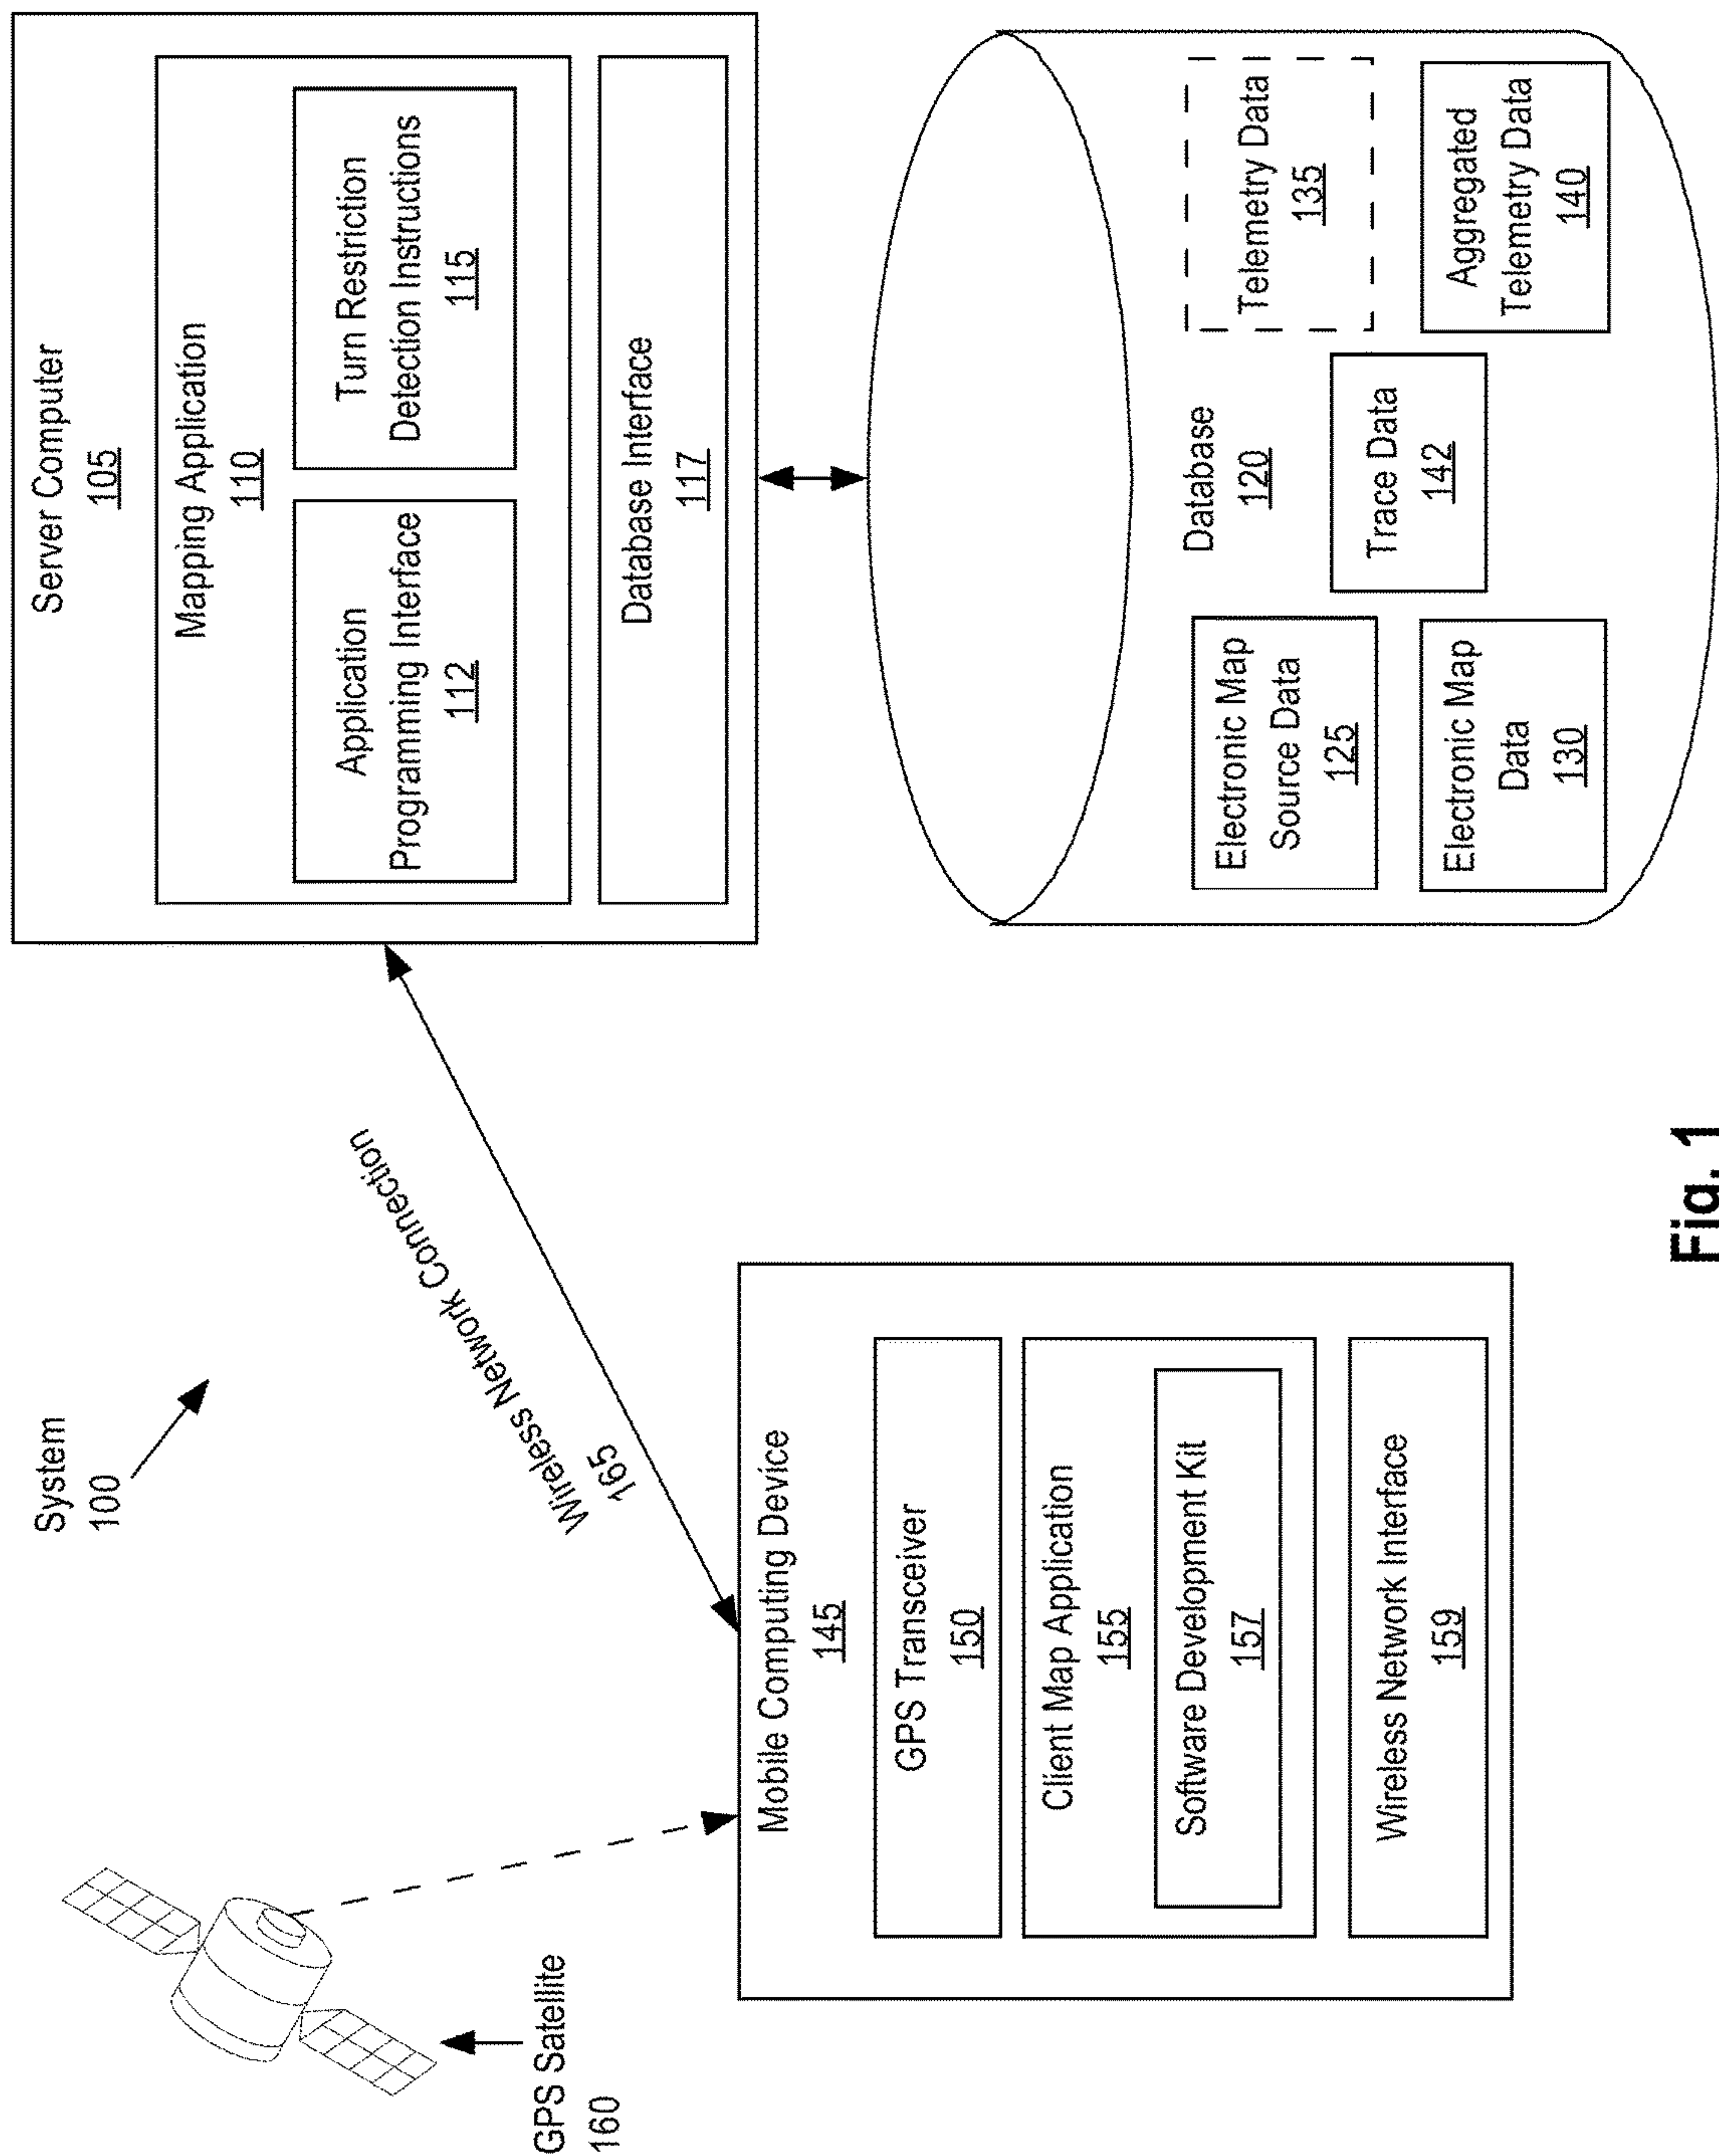 System
100
GPS Satellite
160
Wireless Network Connection
165
Mobile Computing Device
145
GPS Transceiver
150
Client Map Application
155
Software Development Kit
157
Wireless Network Interface
159
Server Computer
105
Mapping Application
110
Application
Programming Interface
112
Turn Restriction
Detection Instructions
115
Database Interface
117
Database
120
Electronic Map
Source Data
125
Electronic Map
Data
130
Trace Data
142
Telemetry Data
135
Aggregated
Telemetry Data
140
Fig. 1